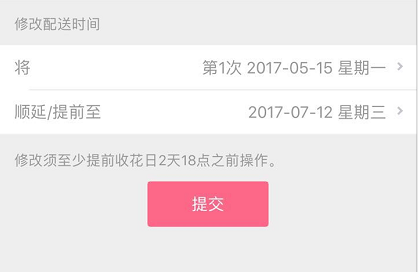 修改配送时间
将 第1次 2017-05-15 星期一
顺延/提前至 2017-07-12 星期三
修改须至少提前收花日2天18点之前操作。
提交